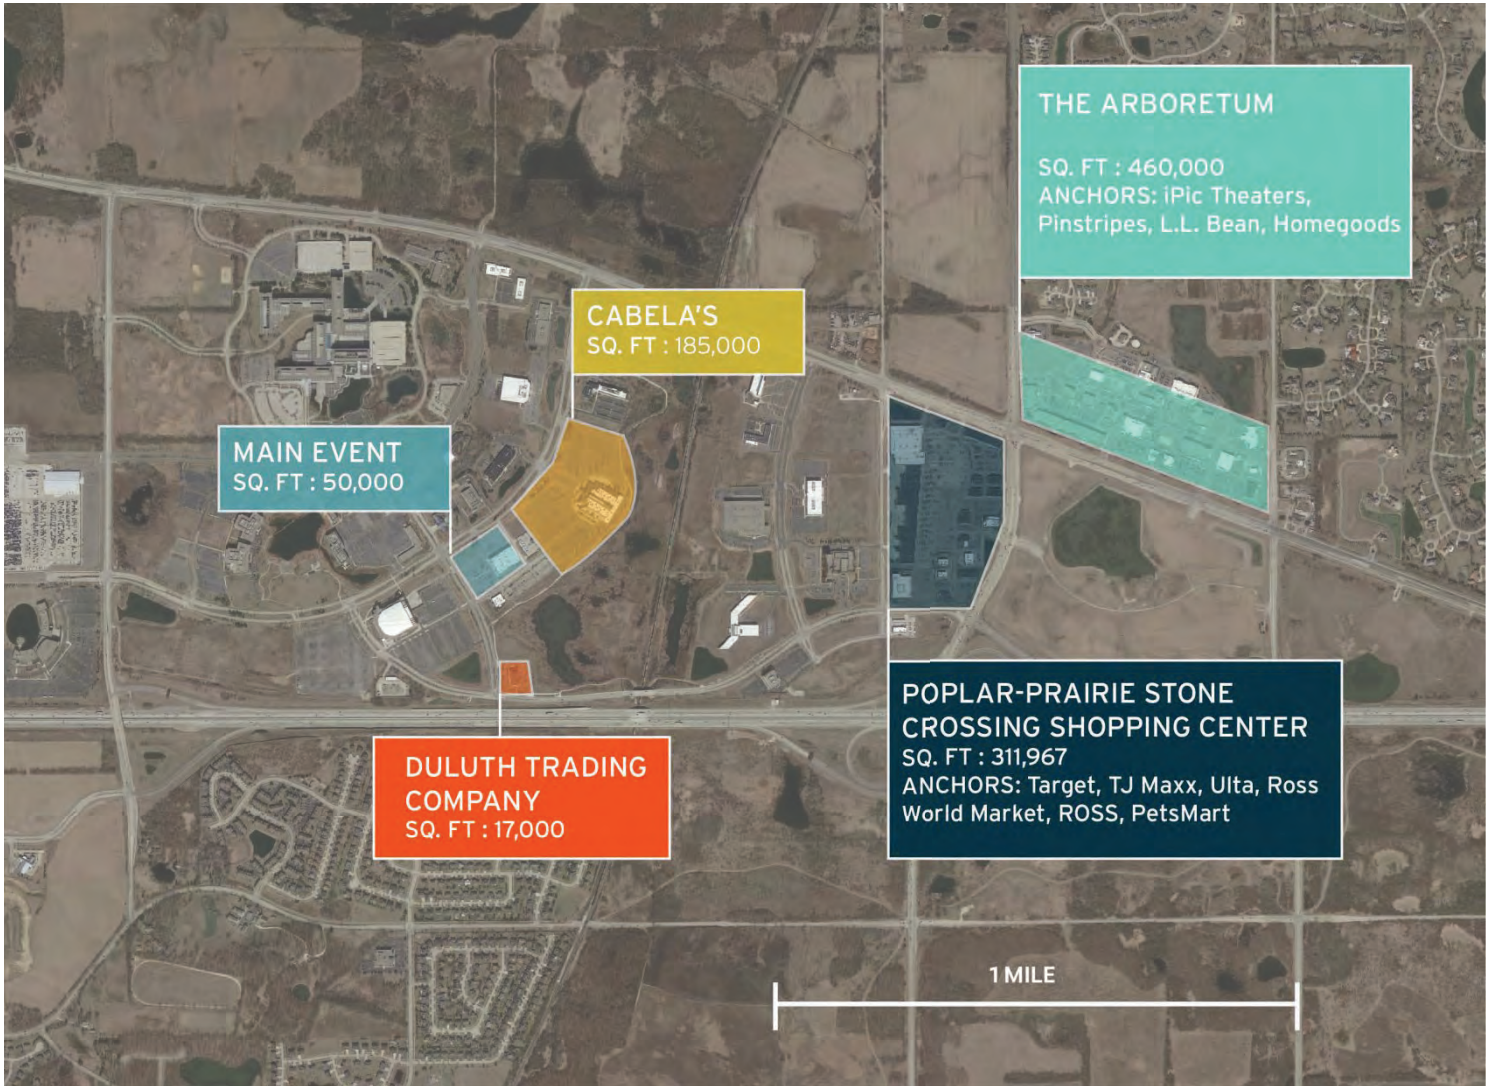 THE ARBORETUM
SQ. FT : 460,000
ANCHORS: iPic Theaters,
Pinstripes, L.L. Bean, Homegoods
CABELA'S
SQ. FT : 185,000
MAIN EVENT
SQ. FT : 50,000
POPLAR-PRAIRIE STONE
CROSSING SHOPPING CENTER
SQ. FT : 311,967
ANCHORS: Target, TJ Maxx, Ulta, Ross
World Market, ROSS, PetsMart
DULUTH TRADING
COMPANY
SQ. FT : 17,000
1 MILE